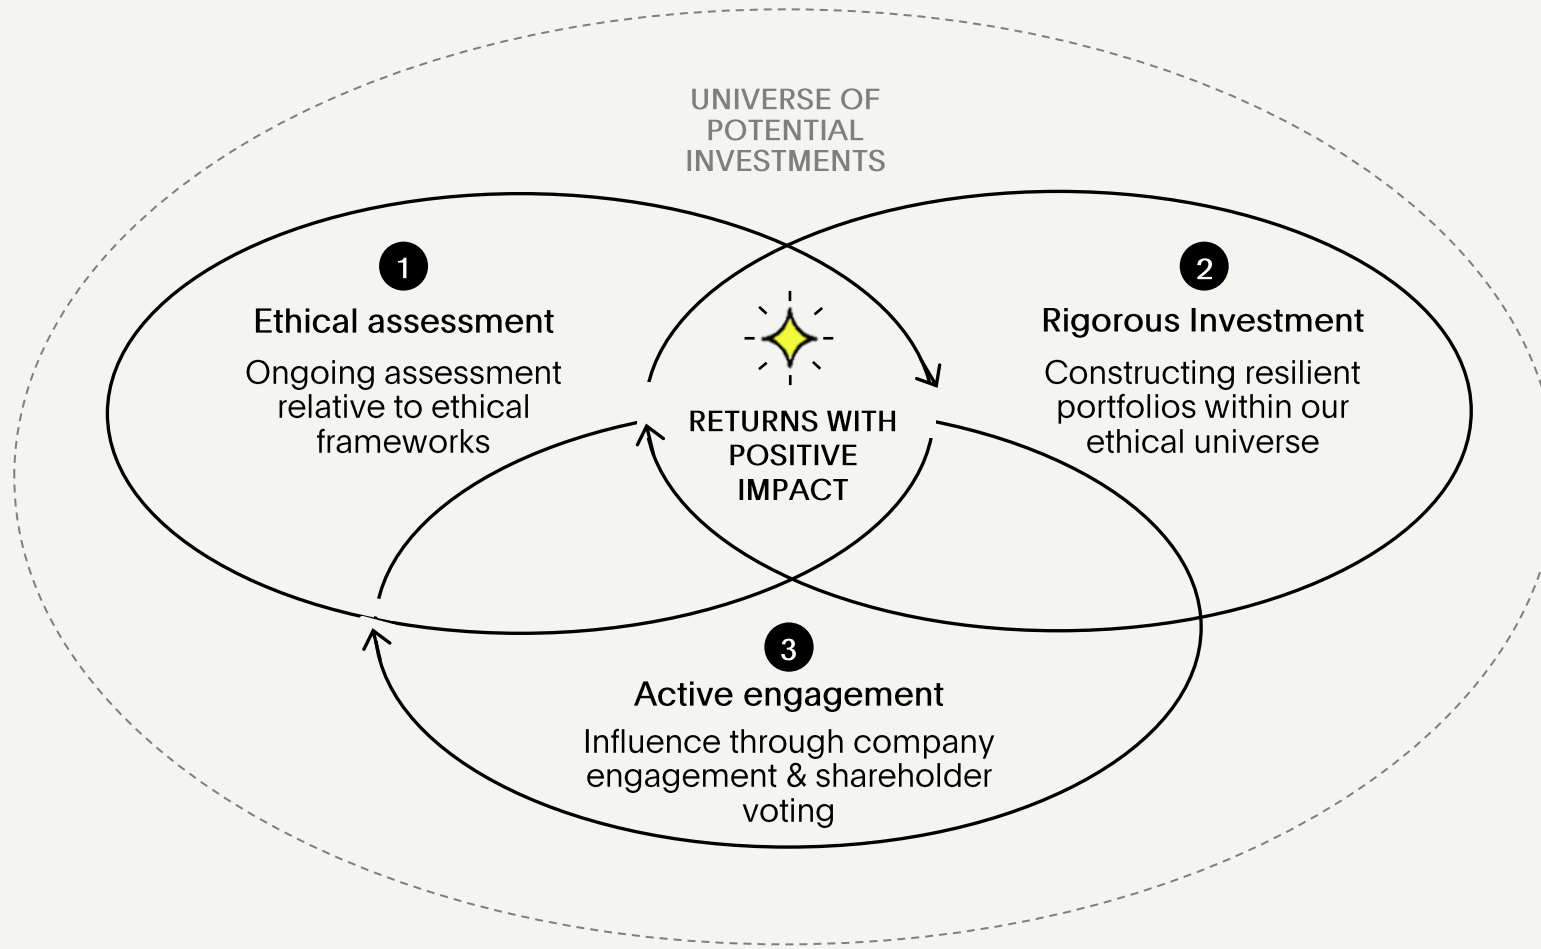 UNIVERSE OF
POTENTIAL
INVESTMENTS
1
Ethical assessment
Ongoing assessment
relative to ethical
frameworks
2
Rigorous Investment
Constructing resilient
portfolios within our
ethical universe
RETURNS WITH
POSITIVE
IMPACT
3
Active engagement
Influence through company
engagement & shareholder
voting